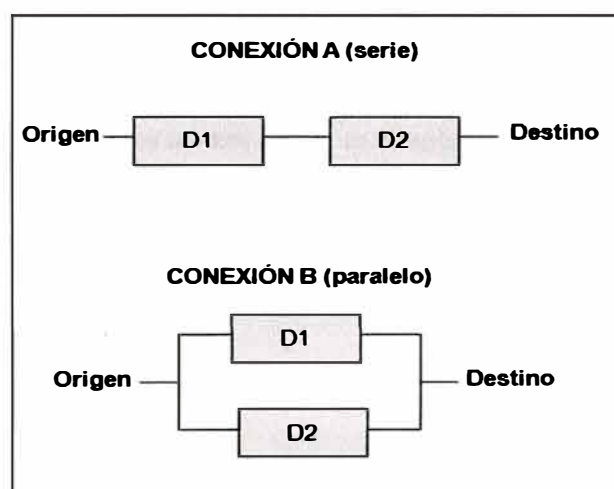 CONEXIÓN A (serie)
Origen D1 D2 Destino
CONEXIÓN B (paralelo)
D1
Origen Destino
D2